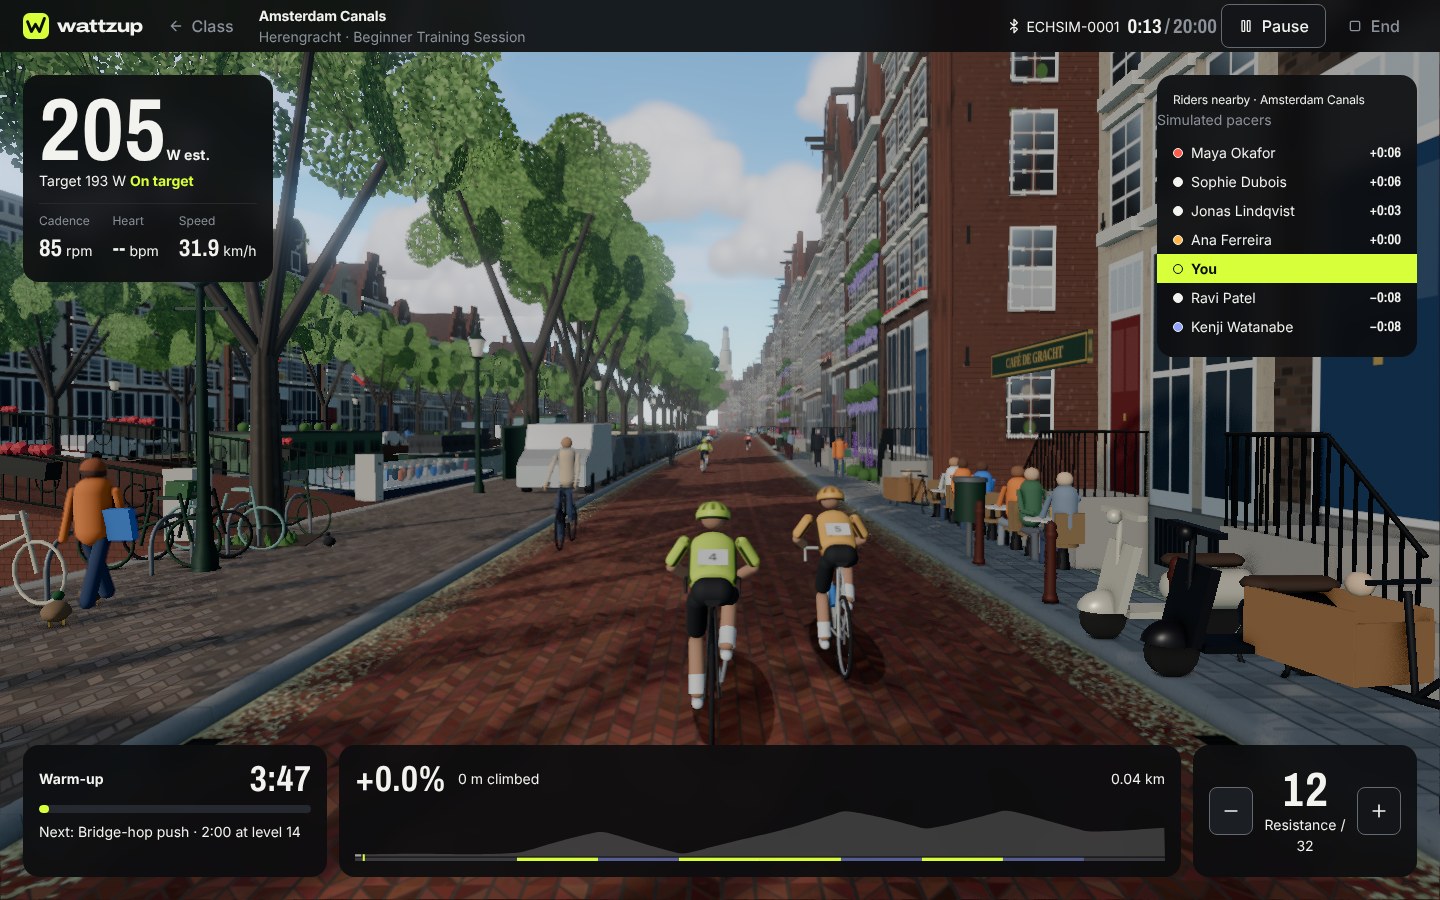 wattzup
Class
Amsterdam Canals
Herengracht · Beginner Training Session
ECHSIM-0001 0:13 / 20:00
Pause
End
205 W est.
Target 193 W On target
Cadence Heart Speed
85 rpm -- bpm 31.9 km/h
Riders nearby · Amsterdam Canals
Simulated pacers
Maya Okafor +0:06
Sophie Dubois +0:06
Jonas Lindqvist +0:03
Ana Ferreira +0:00
You
Ravi Patel −0:08
Kenji Watanabe −0:08
CAFÉ DE GRACHT
4
5
Warm-up 3:47
Next: Bridge-hop push · 2:00 at level 14
+0.0% 0 m climbed 0.04 km
− 12 +
Resistance /
32